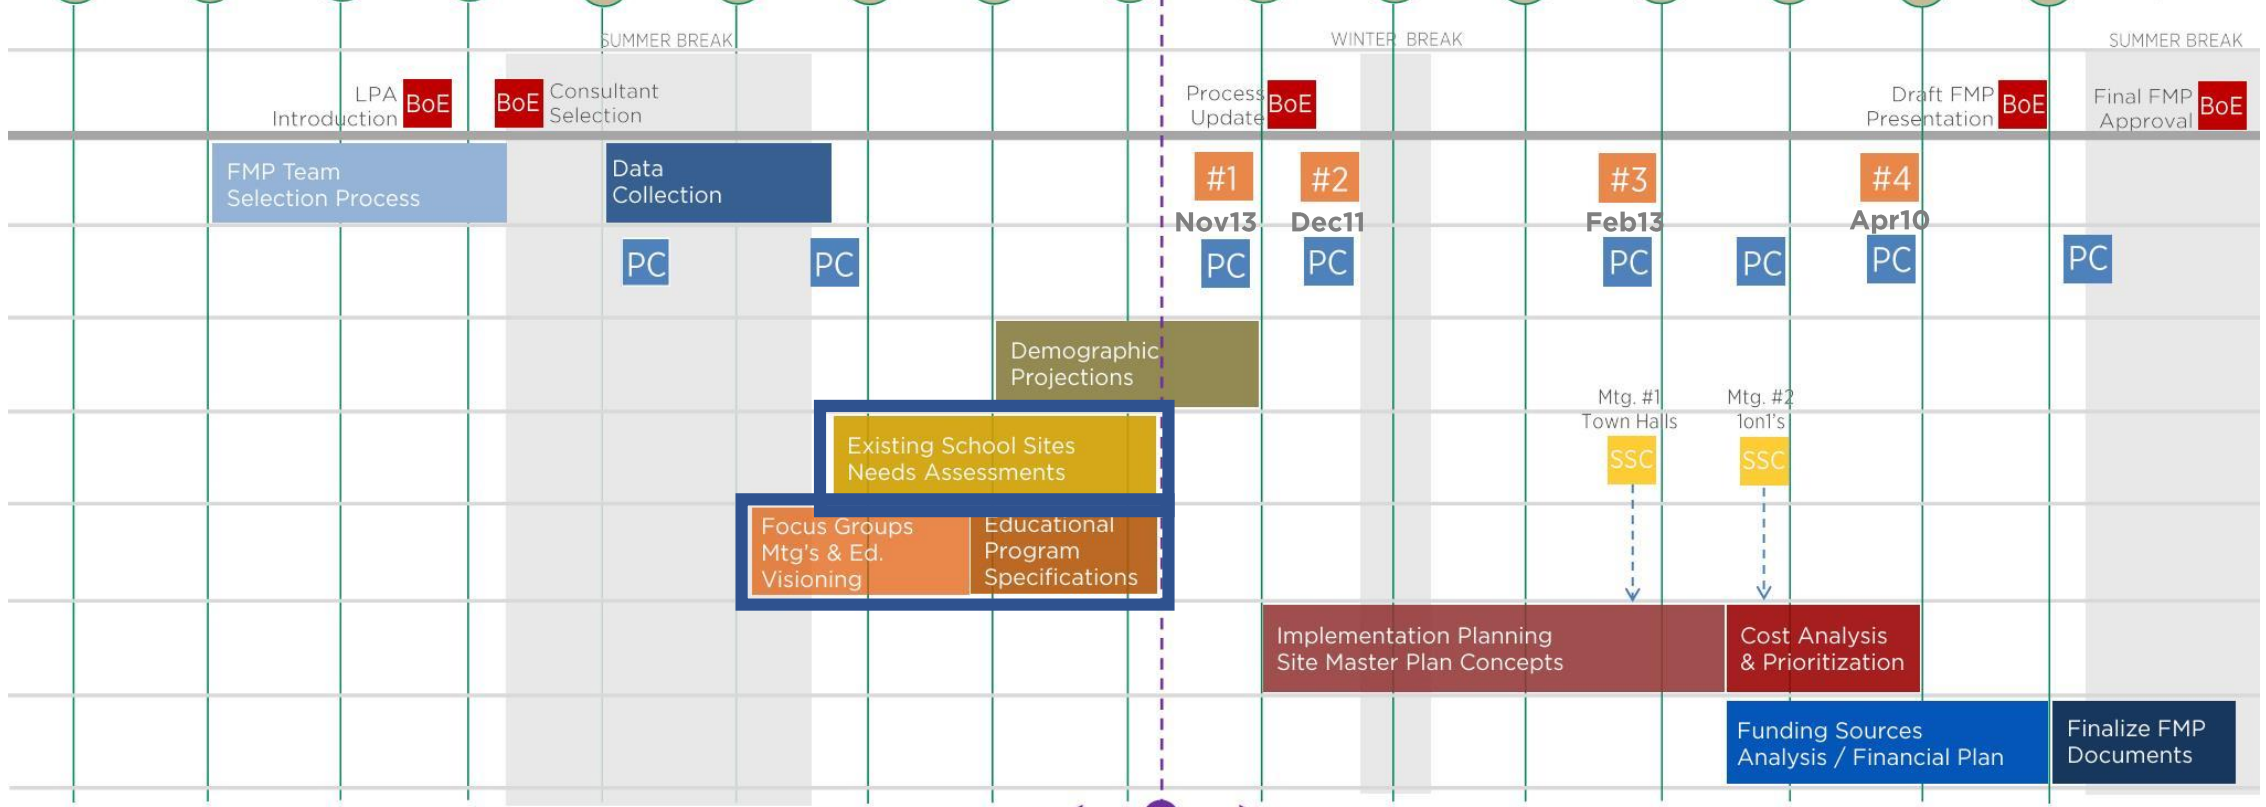 SUMMER BREAK
WINTER BREAK
SUMMER BREAK
LPA
Introduction
BoE
BoE
Consultant
Selection
Process
Update
BoE
Draft FMP
Presentation
BoE
Final FMP
Approval
BoE
FMP Team
Selection Process
Data
Collection
#1
#2
#3
#4
Nov13
Dec11
Feb13
Apr10
PC
PC
PC
PC
PC
PC
PC
PC
Demographic
Projections
Mtg. #1
Town Halls
Mtg. #2
1on1's
Existing School Sites
Needs Assessments
SSC
SSC
Focus Groups
Mtg's & Ed.
Visioning
Educational
Program
Specifications
Implementation Planning
Site Master Plan Concepts
Cost Analysis
& Prioritization
Funding Sources
Analysis / Financial Plan
Finalize FMP
Documents